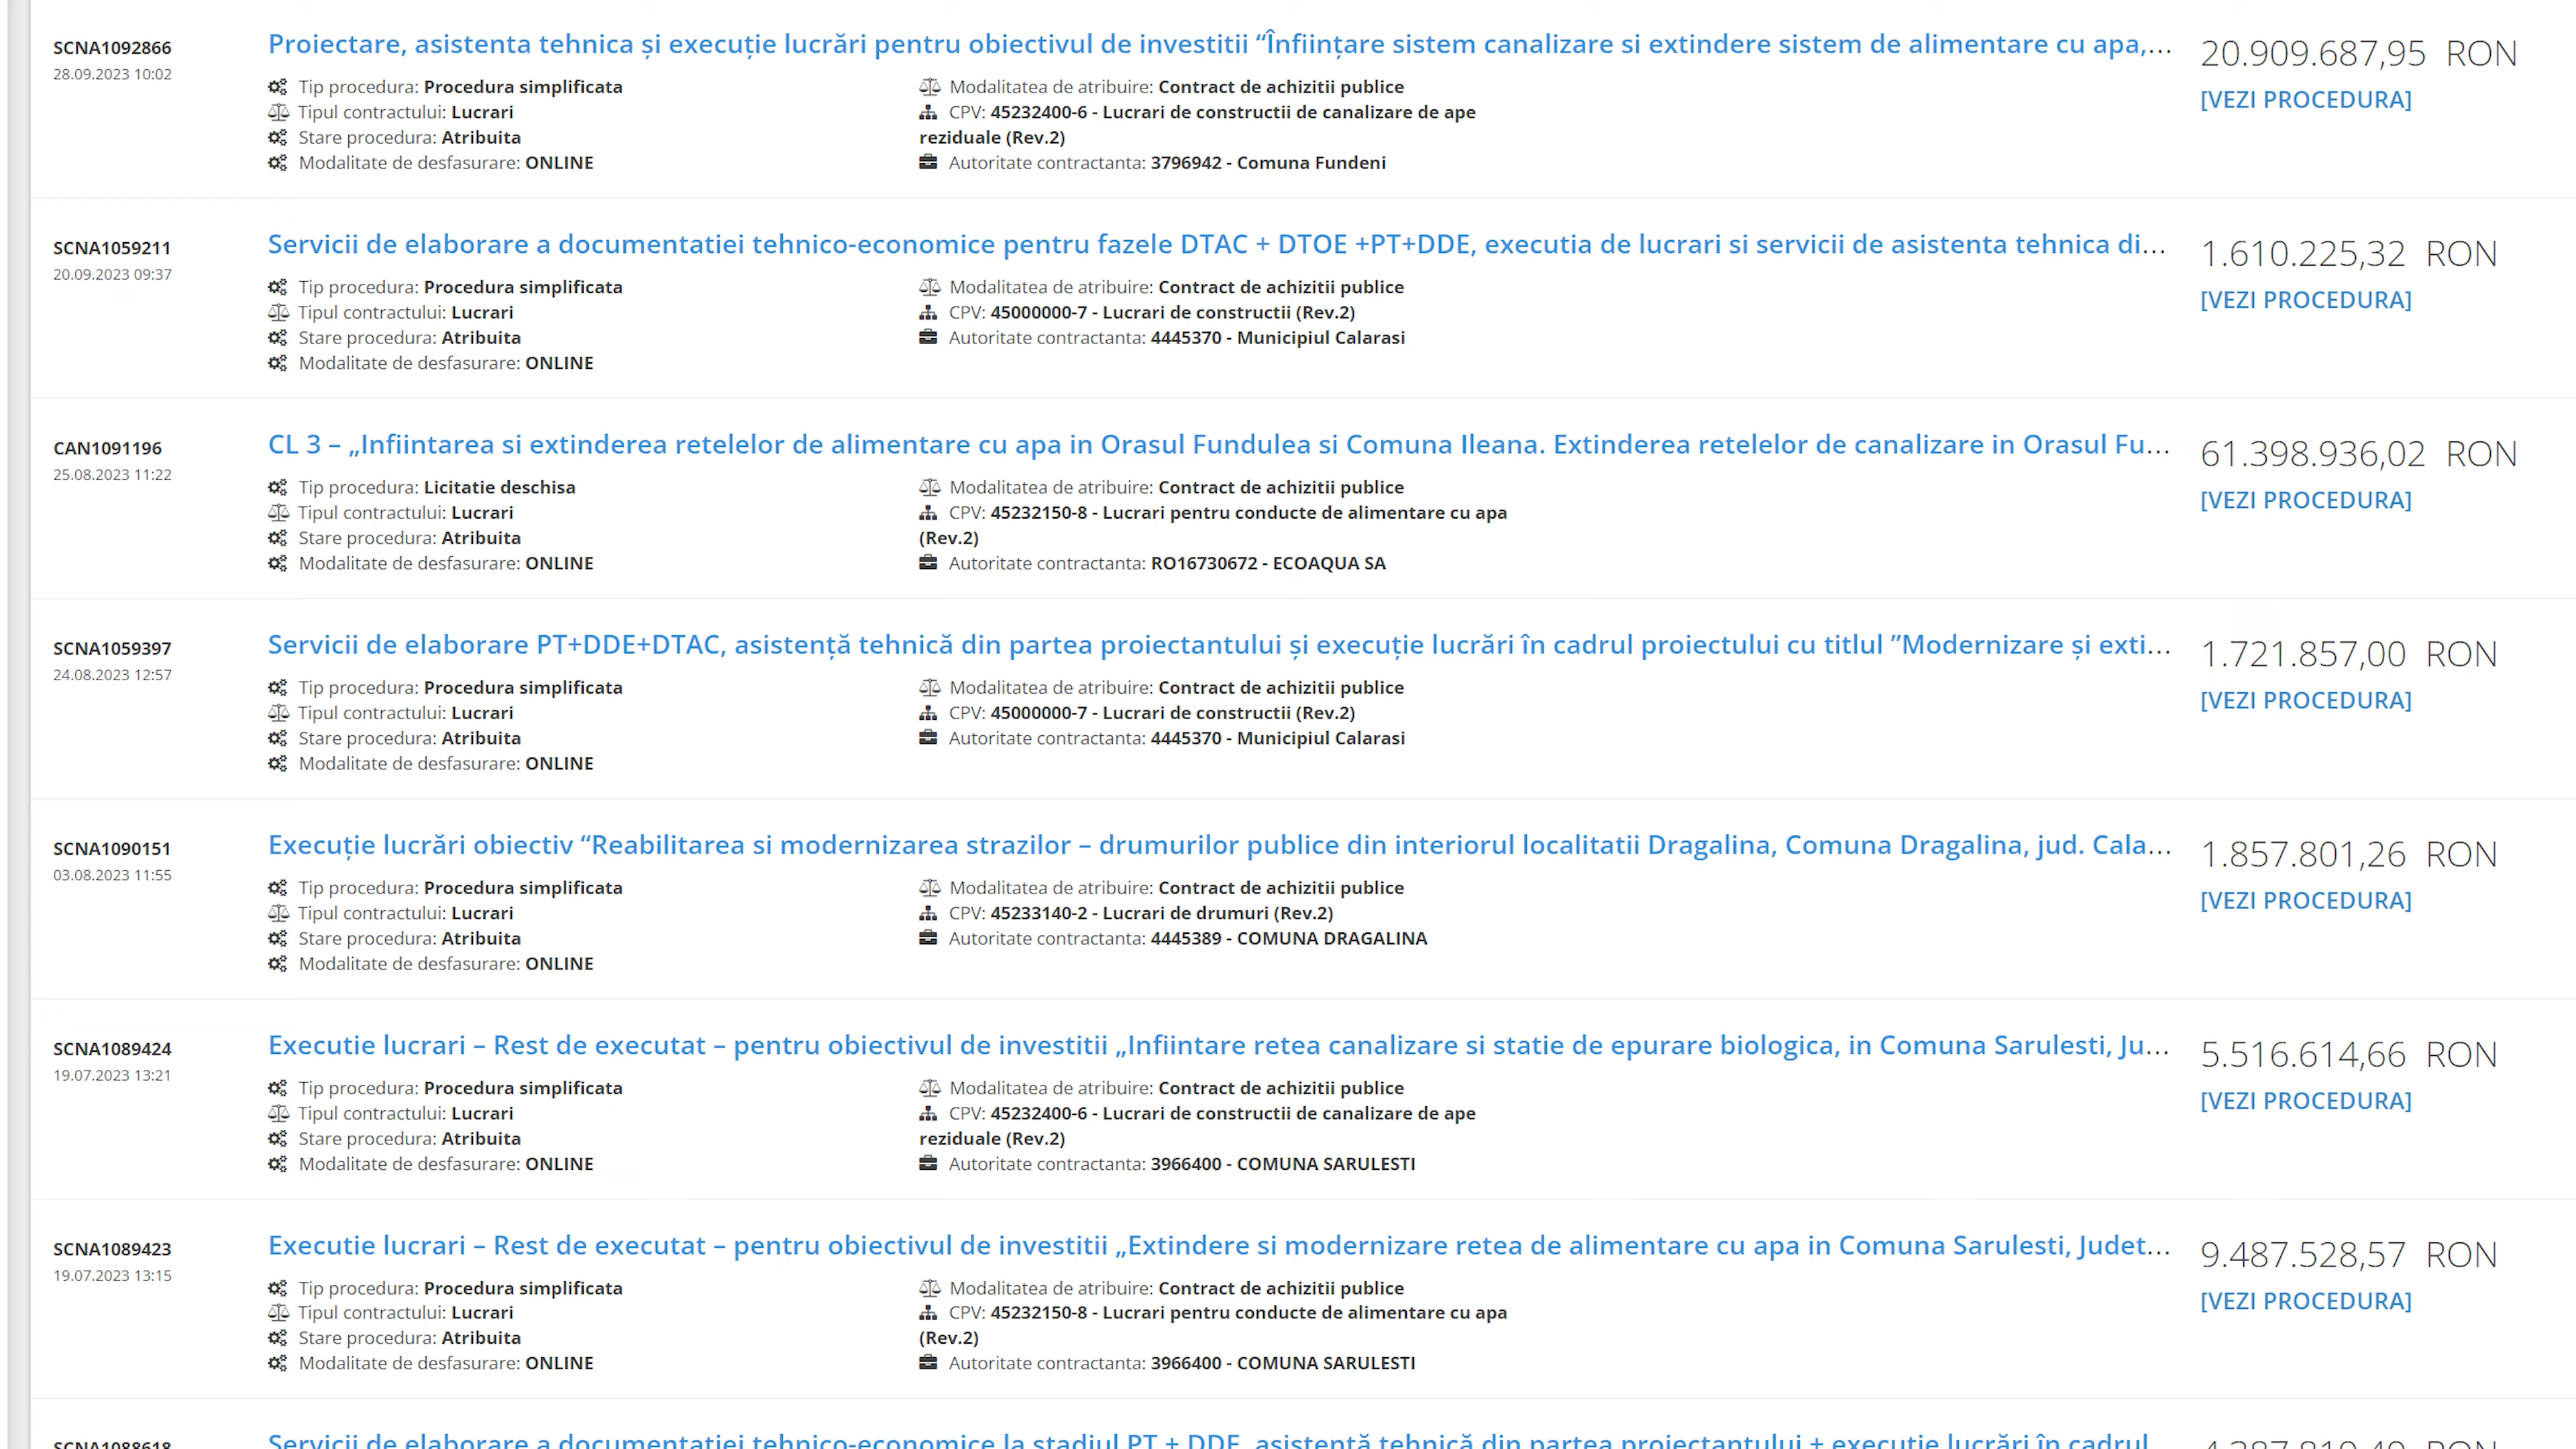 SCNA1092866
28.09.2023 10:02
Proiectare, asistenta tehnica și execuție lucrări pentru obiectivul de investitii “Înființare sistem canalizare si extindere sistem de alimentare cu apa,...
20.909.687,95 RON
[VEZI PROCEDURA]
Tip procedura: Procedura simplificata
Tipul contractului: Lucrari
Stare procedura: Atribuita
Modalitate de desfasurare: ONLINE
Modalitatea de atribuire: Contract de achizitii publice
CPV: 45232400-6 - Lucrari de constructii de canalizare de ape
reziduale (Rev.2)
Autoritate contractanta: 3796942 - Comuna Fundeni
SCNA1059211
20.09.2023 09:37
Servicii de elaborare a documentatiei tehnico-economice pentru fazele DTAC + DTOE +PT+DDE, executia de lucrari si servicii de asistenta tehnica di...
1.610.225,32 RON
[VEZI PROCEDURA]
Tip procedura: Procedura simplificata
Tipul contractului: Lucrari
Stare procedura: Atribuita
Modalitate de desfasurare: ONLINE
Modalitatea de atribuire: Contract de achizitii publice
CPV: 45000000-7 - Lucrari de constructii (Rev.2)
Autoritate contractanta: 4445370 - Municipiul Calarasi
CAN1091196
25.08.2023 11:22
CL 3 – „Infiintarea si extinderea retelelor de alimentare cu apa in Orasul Fundulea si Comuna Ileana. Extinderea retelelor de canalizare in Orasul Fu...
61.398.936,02 RON
[VEZI PROCEDURA]
Tip procedura: Licitatie deschisa
Tipul contractului: Lucrari
Stare procedura: Atribuita
Modalitate de desfasurare: ONLINE
Modalitatea de atribuire: Contract de achizitii publice
CPV: 45232150-8 - Lucrari pentru conducte de alimentare cu apa
(Rev.2)
Autoritate contractanta: RO16730672 - ECOAQUA SA
SCNA1059397
24.08.2023 12:57
Servicii de elaborare PT+DDE+DTAC, asistență tehnică din partea proiectantului și execuție lucrări în cadrul proiectului cu titlul ”Modernizare și exti...
1.721.857,00 RON
[VEZI PROCEDURA]
Tip procedura: Procedura simplificata
Tipul contractului: Lucrari
Stare procedura: Atribuita
Modalitate de desfasurare: ONLINE
Modalitatea de atribuire: Contract de achizitii publice
CPV: 45000000-7 - Lucrari de constructii (Rev.2)
Autoritate contractanta: 4445370 - Municipiul Calarasi
SCNA1090151
03.08.2023 11:55
Execuție lucrări obiectiv “Reabilitarea si modernizarea strazilor – drumurilor publice din interiorul localitatii Dragalina, Comuna Dragalina, jud. Cala...
1.857.801,26 RON
[VEZI PROCEDURA]
Tip procedura: Procedura simplificata
Tipul contractului: Lucrari
Stare procedura: Atribuita
Modalitate de desfasurare: ONLINE
Modalitatea de atribuire: Contract de achizitii publice
CPV: 45233140-2 - Lucrari de drumuri (Rev.2)
Autoritate contractanta: 4445389 - COMUNA DRAGALINA
SCNA1089424
19.07.2023 13:21
Executie lucrari – Rest de executat – pentru obiectivul de investitii „Infiintare retea canalizare si statie de epurare biologica, in Comuna Sarulesti, Ju...
5.516.614,66 RON
[VEZI PROCEDURA]
Tip procedura: Procedura simplificata
Tipul contractului: Lucrari
Stare procedura: Atribuita
Modalitate de desfasurare: ONLINE
Modalitatea de atribuire: Contract de achizitii publice
CPV: 45232400-6 - Lucrari de constructii de canalizare de ape
reziduale (Rev.2)
Autoritate contractanta: 3966400 - COMUNA SARULESTI
SCNA1089423
19.07.2023 13:15
Executie lucrari – Rest de executat – pentru obiectivul de investitii „Extindere si modernizare retea de alimentare cu apa in Comuna Sarulesti, Judet...
9.487.528,57 RON
[VEZI PROCEDURA]
Tip procedura: Procedura simplificata
Tipul contractului: Lucrari
Stare procedura: Atribuita
Modalitate de desfasurare: ONLINE
Modalitatea de atribuire: Contract de achizitii publice
CPV: 45232150-8 - Lucrari pentru conducte de alimentare cu apa
(Rev.2)
Autoritate contractanta: 3966400 - COMUNA SARULESTI
Servicii de elaborare a documentatiei tehnico-economice la stadiul PT + DDE, asistență tehnică din partea proiectantului + execuție lucrări în cadrul